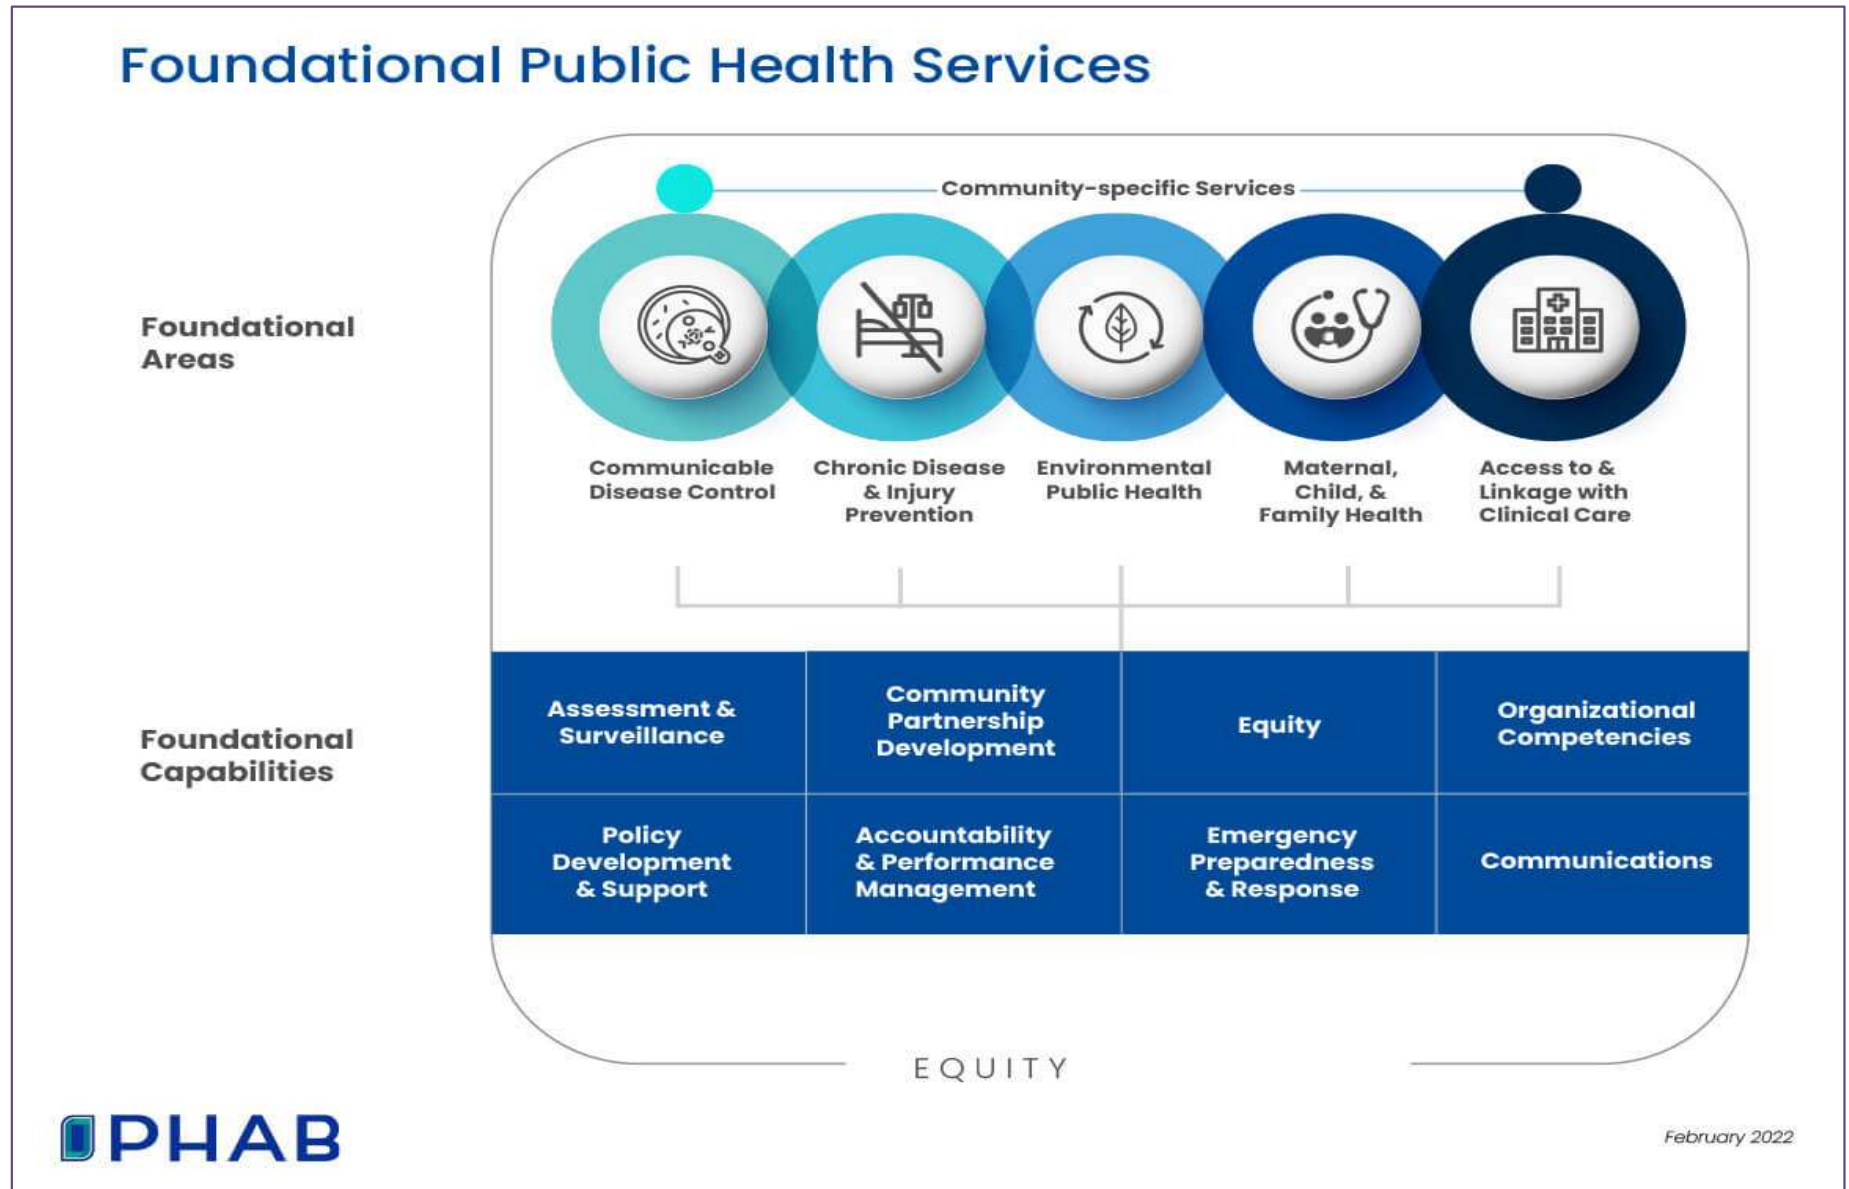 Foundational Public Health Services
Community-specific Services
Foundational
Areas
Communicable
Disease Control
Chronic Disease
& Injury
Prevention
Environmental
Public Health
Maternal,
Child, &
Family Health
Access to &
Linkage with
Clinical Care
Foundational
Capabilities
Assessment &
Surveillance
Community
Partnership
Development
Equity
Organizational
Competencies
Policy
Development
& Support
Accountability
& Performance
Management
Emergency
Preparedness
& Response
Communications
EQUITY
PHAB
February 2022